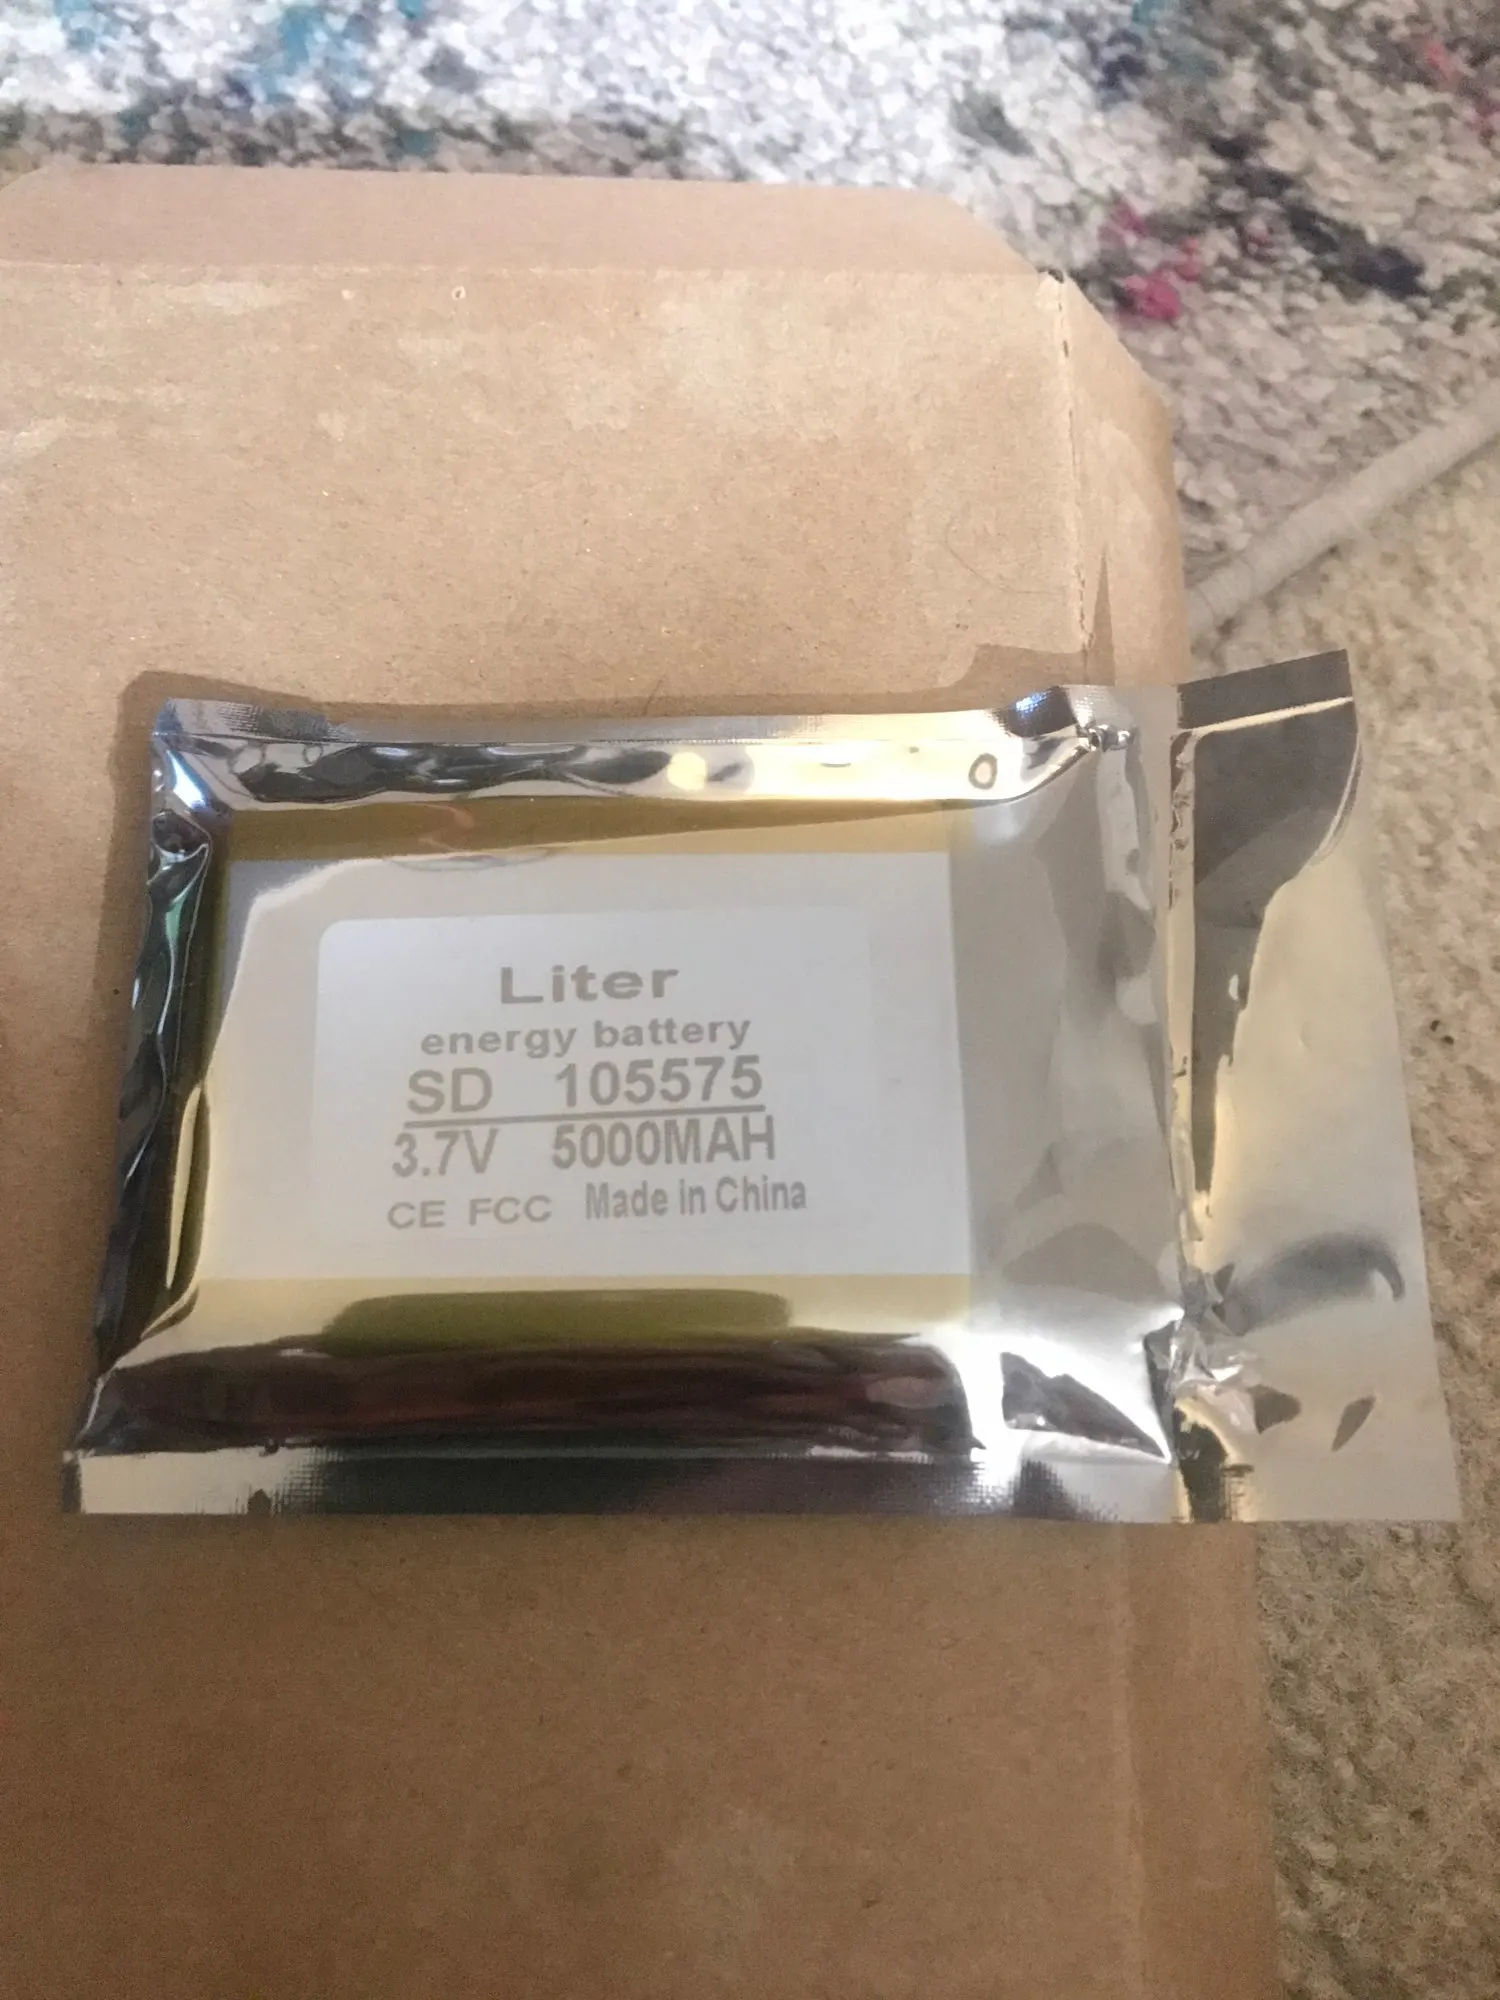 Liter
energy battery
SD 105575
3.7V 5000MAH
CE FCC Made in China